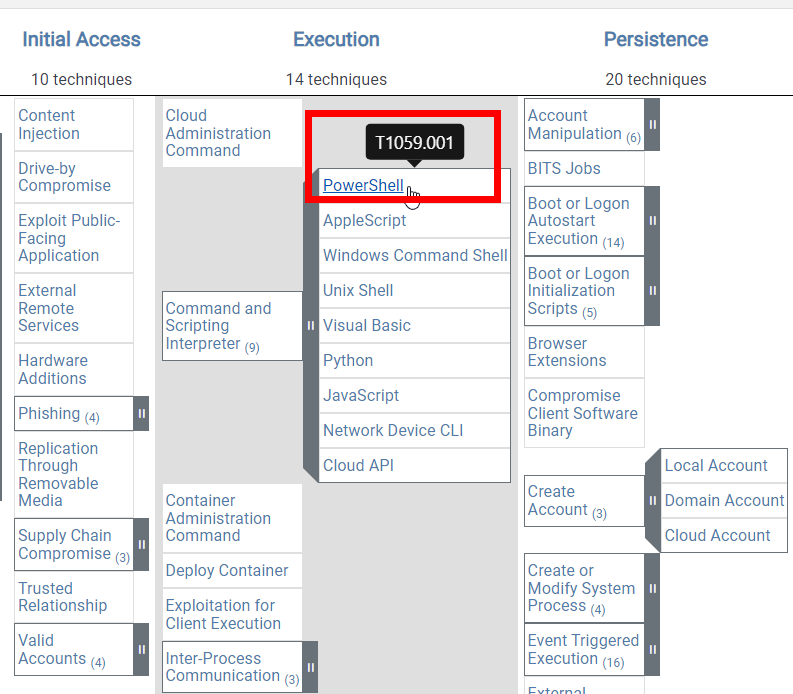 Initial Access
10 techniques
Content
Injection
Drive-by
Compromise
Exploit Public-
Facing
Application
External
Remote
Services
Hardware
Additions
Phishing (4)
Replication
Through
Removable
Media
Supply Chain
Compromise (3)
Trusted
Relationship
Valid
Accounts (4)
Execution
14 techniques
Cloud
Administration
Command
Command and
Scripting
Interpreter (9)
T1059.001
PowerShell
AppleScript
Windows Command Shell
Unix Shell
Visual Basic
Python
JavaScript
Network Device CLI
Cloud API
Container
Administration
Command
Deploy Container
Exploitation for
Client Execution
Inter-Process
Communication (3)
Persistence
20 techniques
Account
Manipulation (6)
BITS Jobs
Boot or Logon
Autostart
Execution (14)
Boot or Logon
Initialization
Scripts (5)
Browser
Extensions
Compromise
Client Software
Binary
Create
Account (3)
Local Account
Domain Account
Cloud Account
Create or
Modify System
Process (4)
Event Triggered
Execution (16)
External